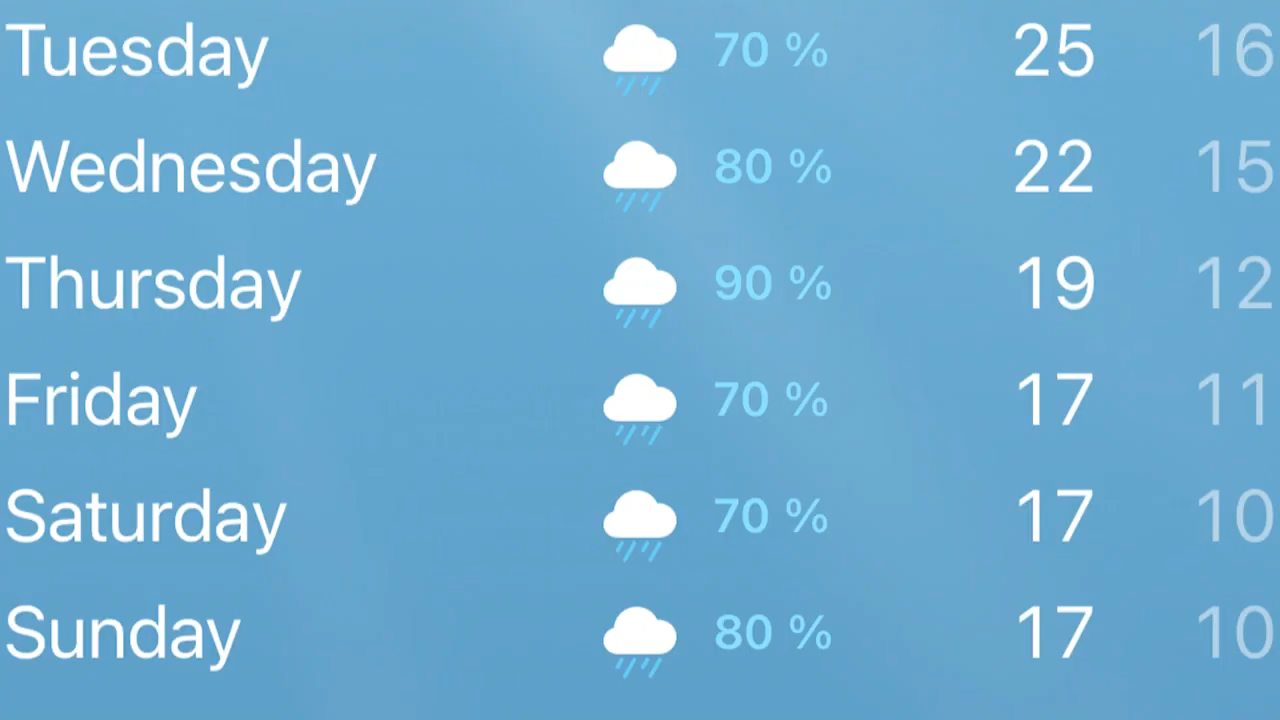 Tuesday 70 % 25 16
Wednesday 80 % 22 15
Thursday 90 % 19 12
Friday 70 % 17 11
Saturday 70 % 17 10
Sunday 80 % 17 10